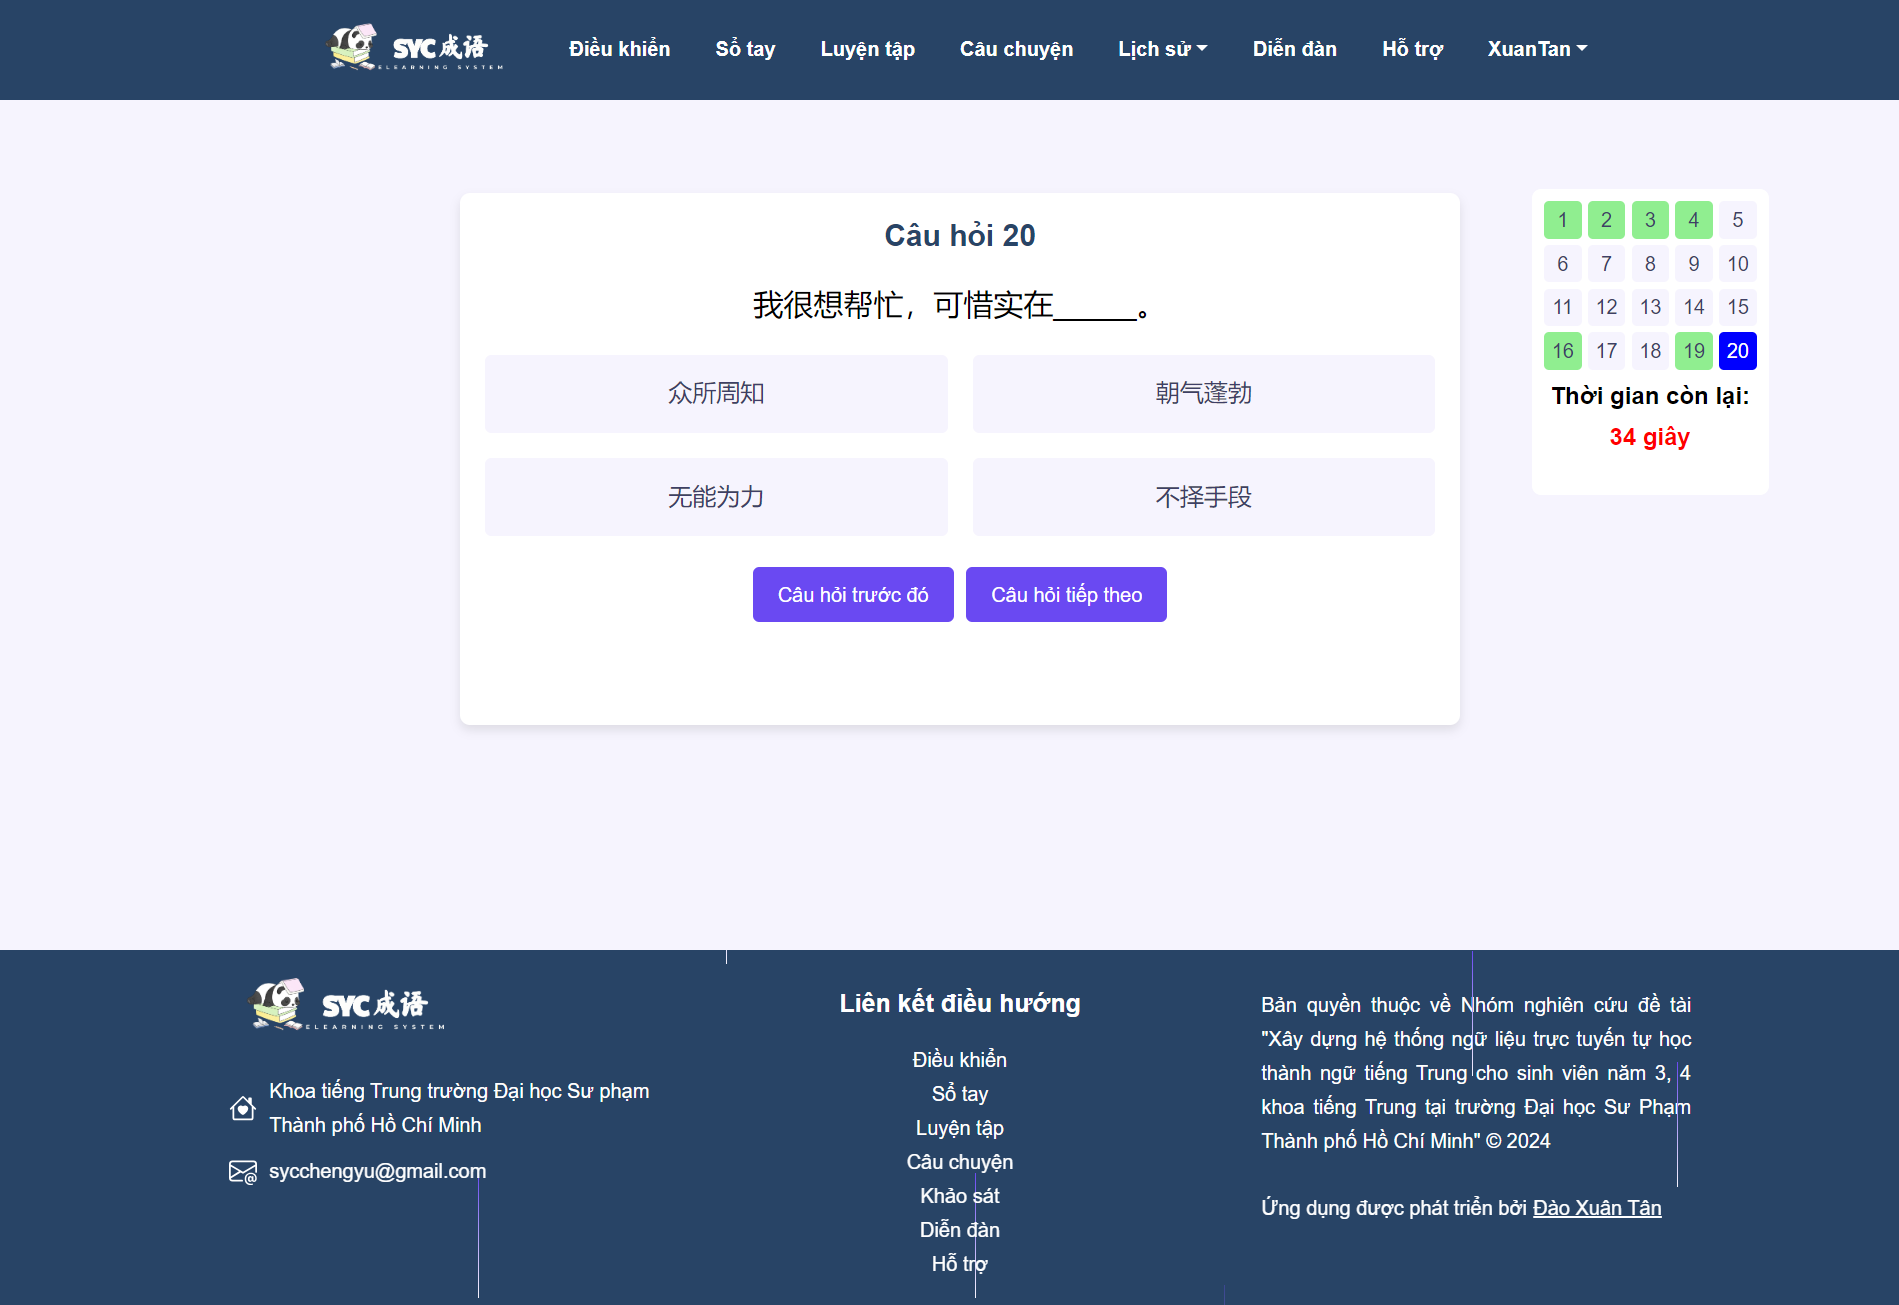 SYC成语
ELEARNING SYSTEM
Điều khiển
Sổ tay
Luyện tập
Câu chuyện
Lịch sử
Diễn đàn
Hỗ trợ
XuanTan
Câu hỏi 20
我很想帮忙，可惜实在______。
众所周知
朝气蓬勃
无能为力
不择手段
Câu hỏi trước đó
Câu hỏi tiếp theo
1 2 3 4 5
6 7 8 9 10
11 12 13 14 15
16 17 18 19 20
Thời gian còn lại:
34 giây
SYC成语
ELEARNING SYSTEM
Khoa tiếng Trung trường Đại học Sư phạm
Thành phố Hồ Chí Minh
sycchengyu@gmail.com
Liên kết điều hướng
Điều khiển
Sổ tay
Luyện tập
Câu chuyện
Khảo sát
Diễn đàn
Hỗ trợ
Bản quyền thuộc về Nhóm nghiên cứu đề tài
"Xây dựng hệ thống ngữ liệu trực tuyến tự học
thành ngữ tiếng Trung cho sinh viên năm 3, 4
khoa tiếng Trung tại trường Đại học Sư Phạm
Thành phố Hồ Chí Minh" © 2024
Ứng dụng được phát triển bởi Đào Xuân Tân